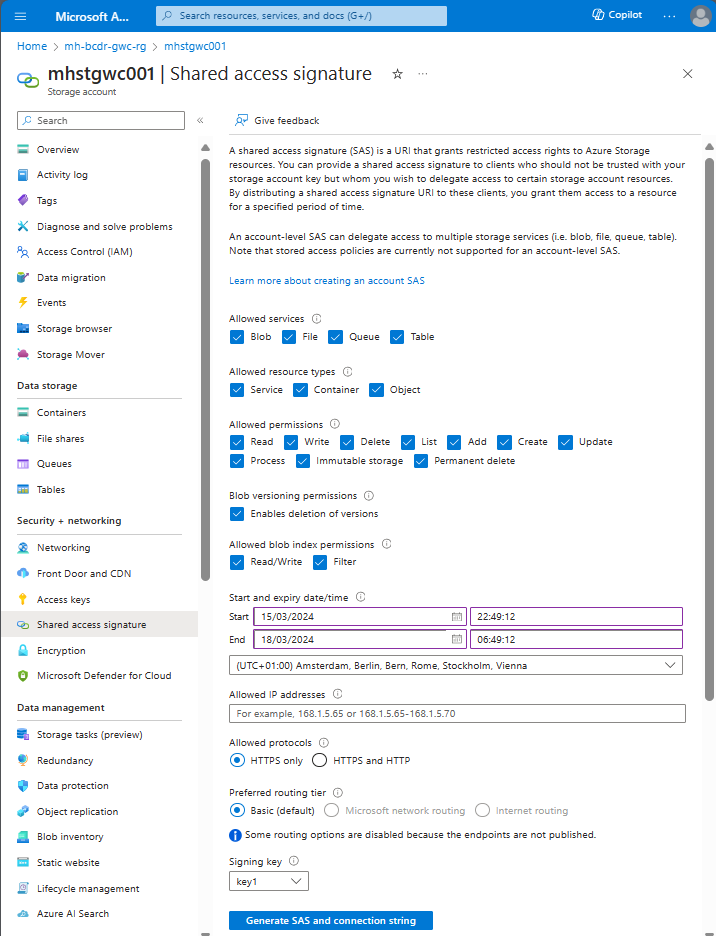 Microsoft A...
Search resources, services, and docs (G+/)
Copilot
...
Home > mh-bcdr-gwc-rg > mhstgwc001
mhstgwc001 | Shared access signature
...
Storage account
Search
«
Overview
Activity log
Tags
Diagnose and solve problems
Access Control (IAM)
Data migration
Events
Storage browser
Storage Mover
Data storage
Containers
File shares
Queues
Tables
Security + networking
Networking
Front Door and CDN
Access keys
Shared access signature
Encryption
Microsoft Defender for Cloud
Data management
Storage tasks (preview)
Redundancy
Data protection
Object replication
Blob inventory
Static website
Lifecycle management
Azure AI Search
Give feedback
A shared access signature (SAS) is a URI that grants restricted access rights to Azure Storage
resources. You can provide a shared access signature to clients who should not be trusted with your
storage account key but whom you wish to delegate access to certain storage account resources.
By distributing a shared access signature URI to these clients, you grant them access to a resource
for a specified period of time.
An account-level SAS can delegate access to multiple storage services (i.e. blob, file, queue, table).
Note that stored access policies are currently not supported for an account-level SAS.
Learn more about creating an account SAS
Allowed services
Blob File Queue Table
Allowed resource types
Service Container Object
Allowed permissions
Read Write Delete List Add Create Update
Process Immutable storage Permanent delete
Blob versioning permissions
Enables deletion of versions
Allowed blob index permissions
Read/Write Filter
Start and expiry date/time
Start 15/03/2024 22:49:12
End 18/03/2024 06:49:12
(UTC+01:00) Amsterdam, Berlin, Bern, Rome, Stockholm, Vienna
Allowed IP addresses
For example, 168.1.5.65 or 168.1.5.65-168.1.5.70
Allowed protocols
HTTPS only HTTPS and HTTP
Preferred routing tier
Basic (default) Microsoft network routing Internet routing
Some routing options are disabled because the endpoints are not published.
Signing key
key1
Generate SAS and connection string